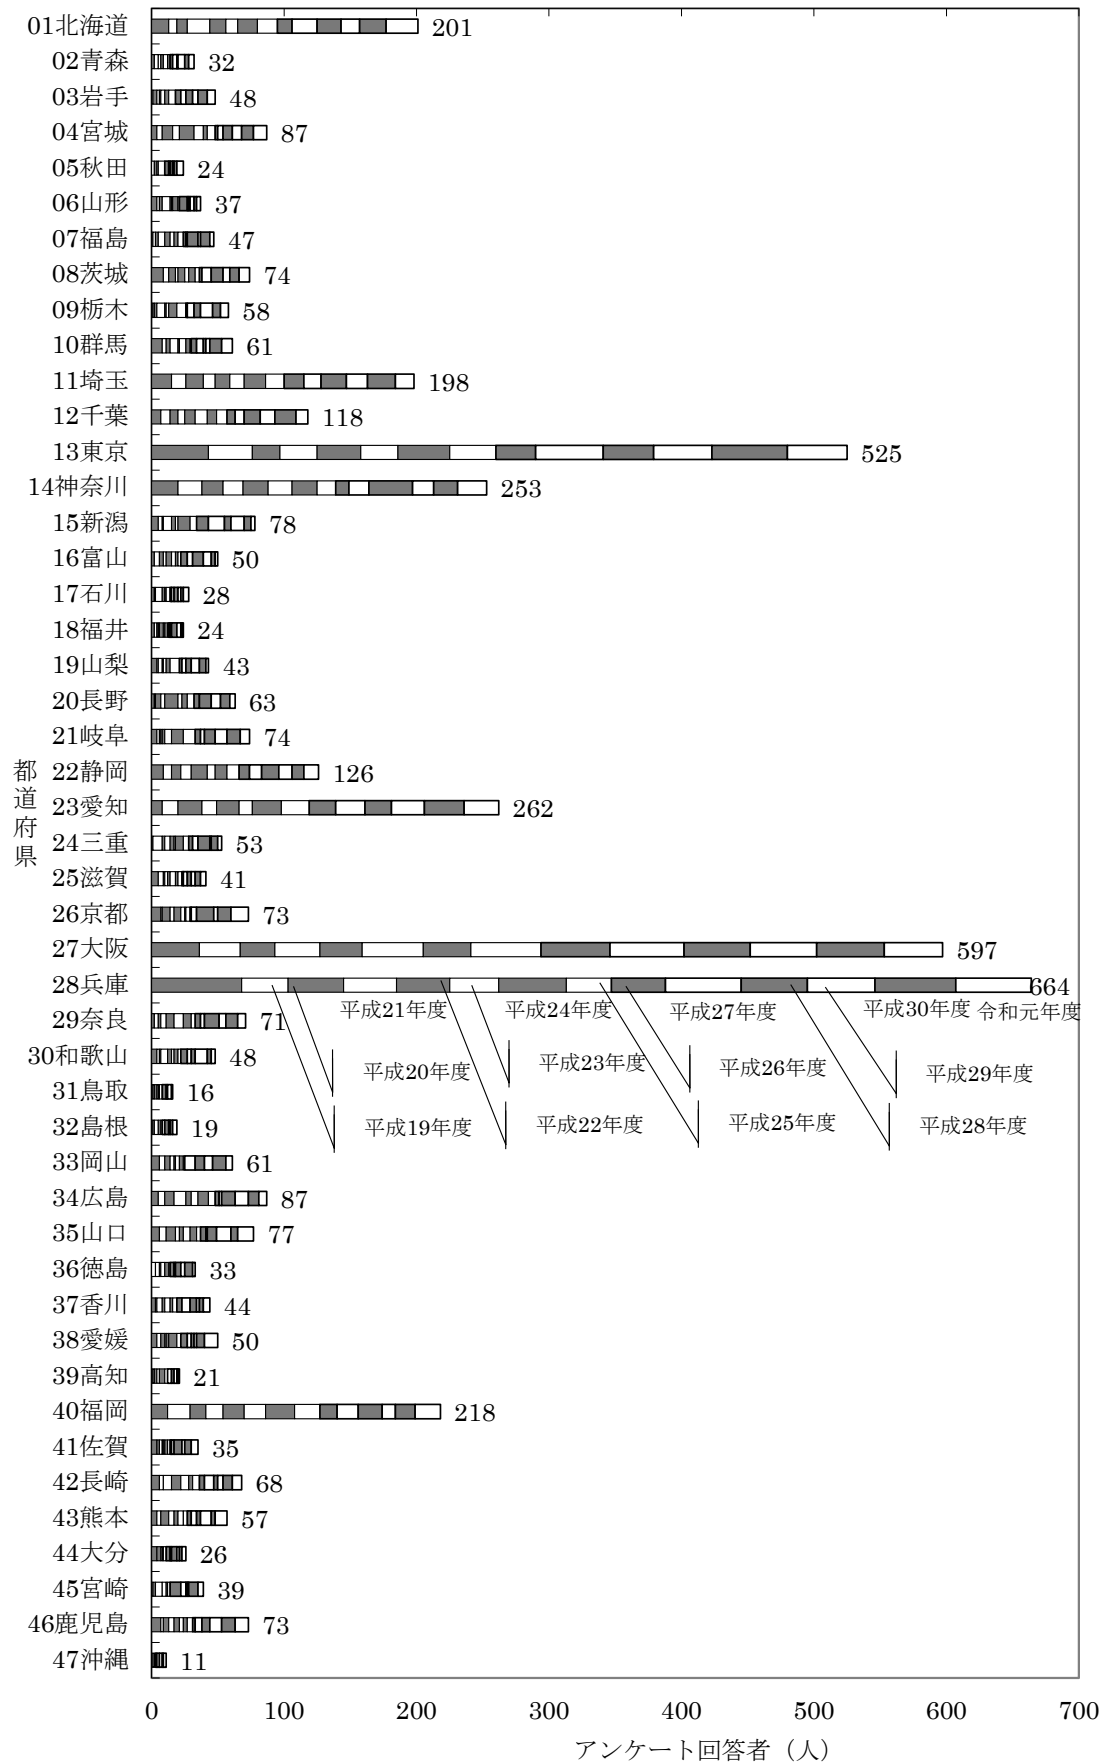 01北海道 201
02青森 32
03岩手 48
04宮城 87
05秋田 24
06山形 37
07福島 47
08茨城 74
09栃木 58
10群馬 61
11埼玉 198
12千葉 118
13東京 525
14神奈川 253
15新潟 78
16富山 50
17石川 28
18福井 24
19山梨 43
20長野 63
21岐阜 74
都道府県
22静岡 126
23愛知 262
24三重 53
25滋賀 41
26京都 73
27大阪 597
28兵庫 664
平成21年度 平成24年度 平成27年度 平成30年度 令和元年度
29奈良 71
30和歌山 48
平成20年度 平成23年度 平成26年度 平成29年度
31鳥取 16
32島根 19
平成19年度 平成22年度 平成25年度 平成28年度
33岡山 61
34広島 87
35山口 77
36徳島 33
37香川 44
38愛媛 50
39高知 21
40福岡 218
41佐賀 35
42長崎 68
43熊本 57
44大分 26
45宮崎 39
46鹿児島 73
47沖縄 11
0 100 200 300 400 500 600 700
アンケート回答者（人）